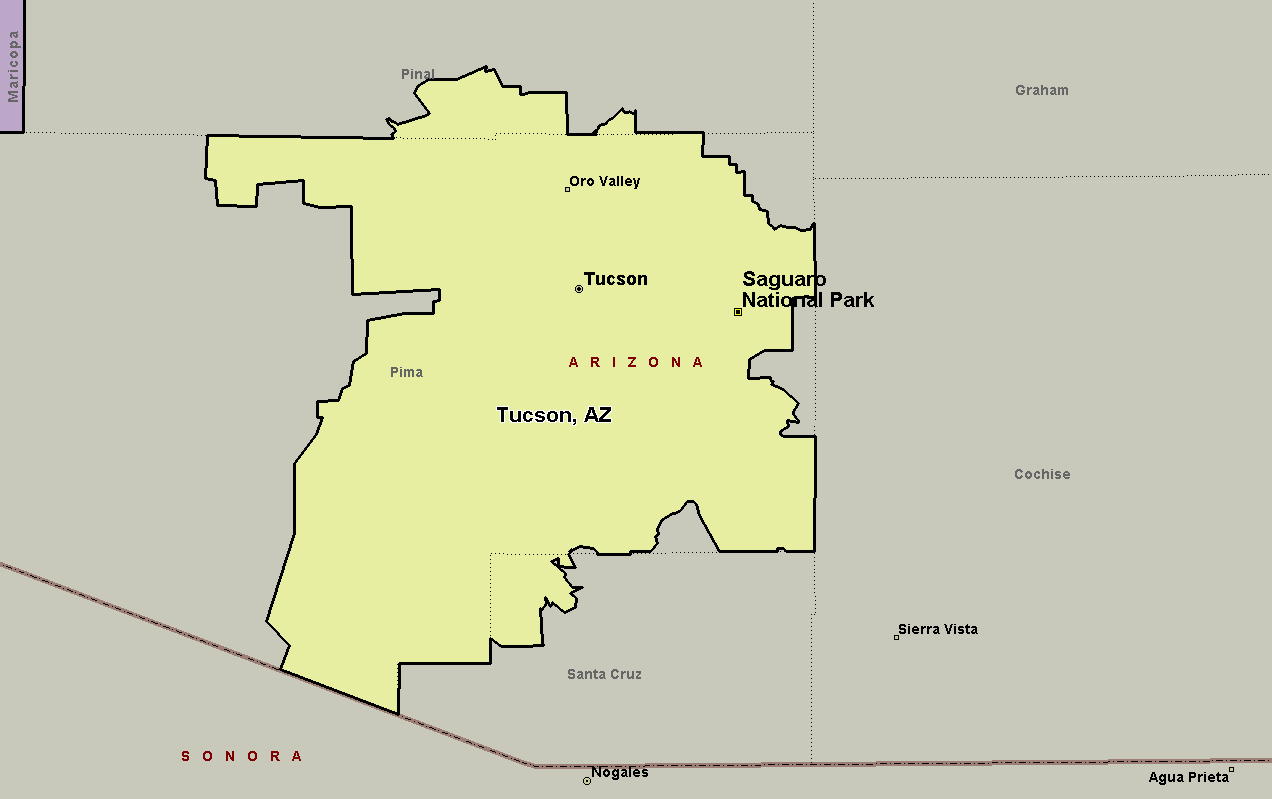 Maricopa
Pinal
Graham
Oro Valley
Tucson
Saguaro
National Park
ARIZONA
Pima
Tucson, AZ
Cochise
Sierra Vista
Santa Cruz
SONORA
Nogales
Agua Prieta